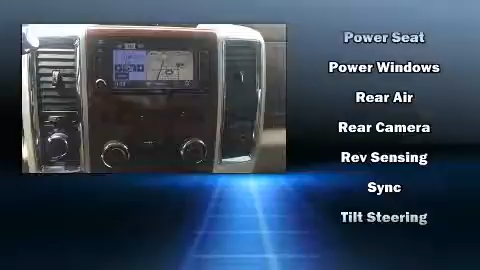 Power Seat
Power Windows
Rear Air
Rear Camera
Rev Sensing
Sync
Tilt Steering